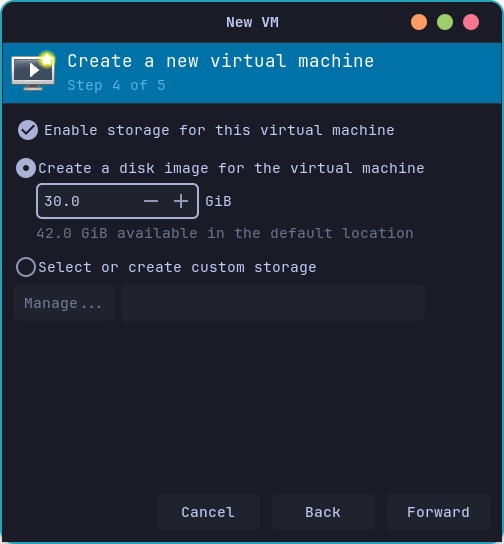 New VM
Create a new virtual machine
Step 4 of 5
Enable storage for this virtual machine
Create a disk image for the virtual machine
30.0 GiB
42.0 GiB available in the default location
Select or create custom storage
Manage...
Cancel Back Forward